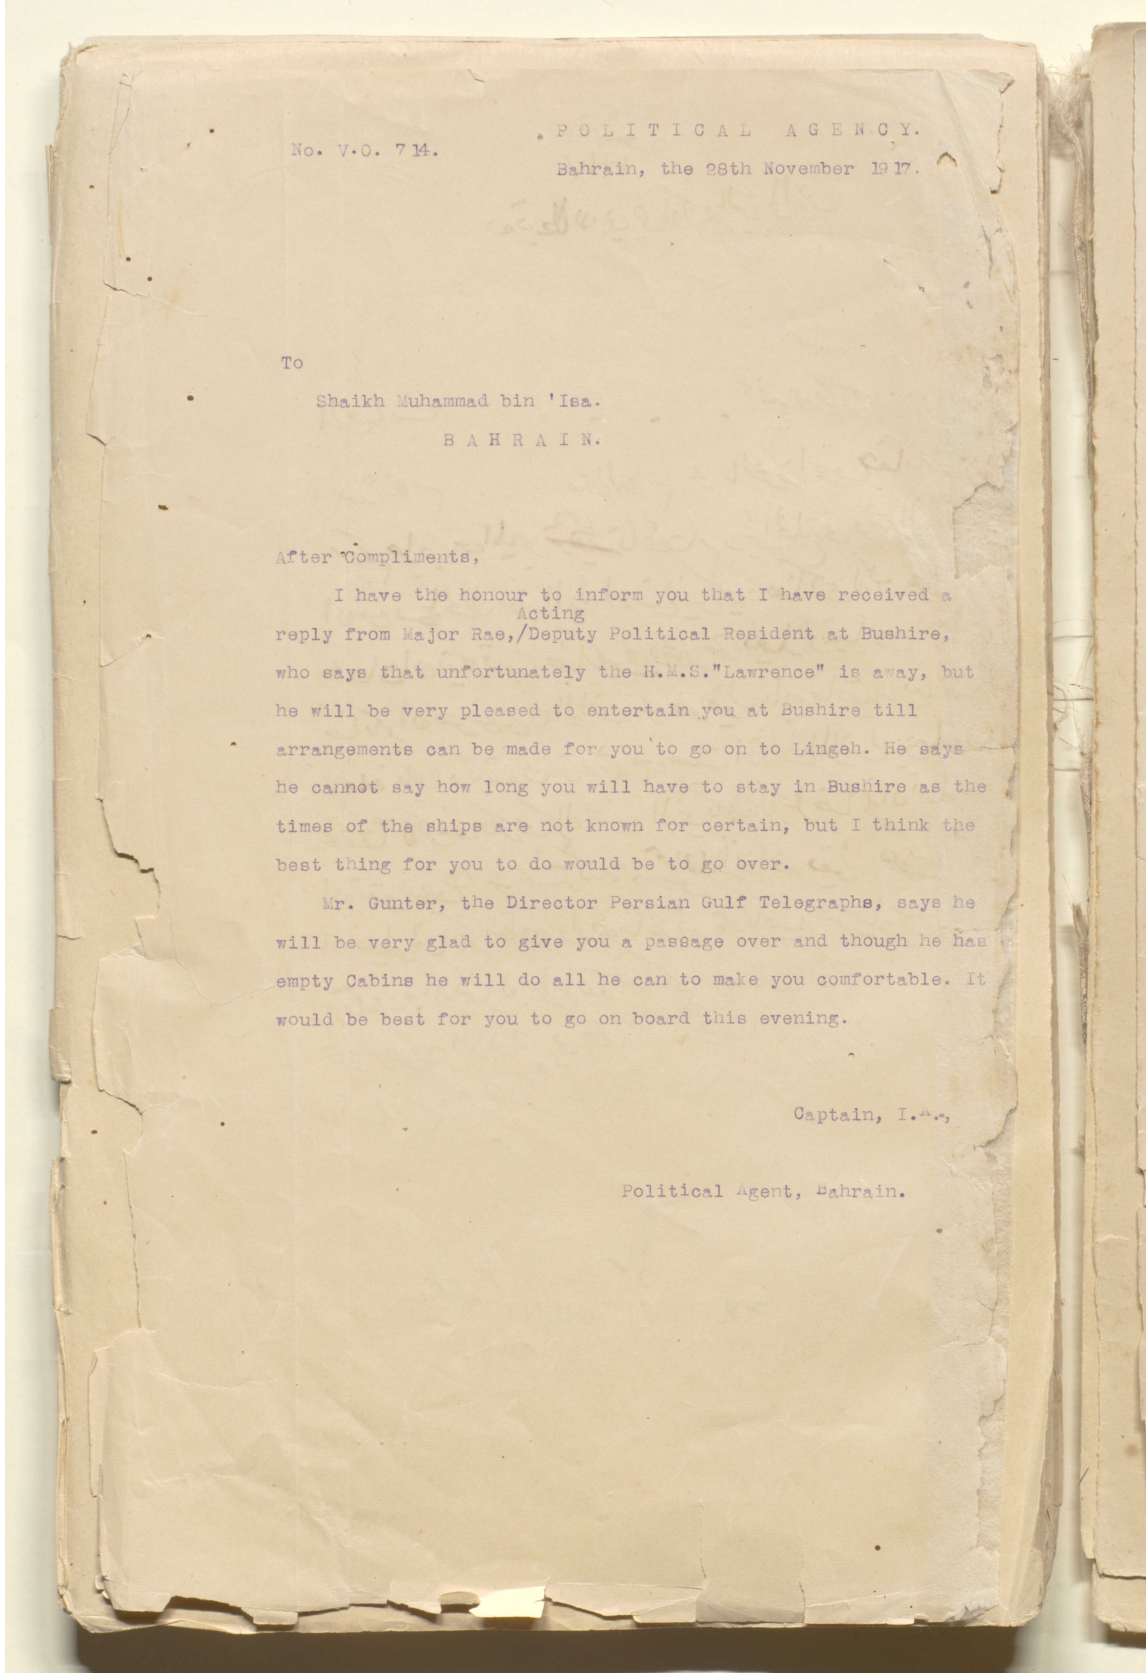 POLITICAL AGENCY.
No. V.O. 714.
Bahrain, the 28th November 1917.
To
Shaikh Muhammad bin 'Isa.
BAHRAIN.
After Compliments,
I have the honour to inform you that I have received a
Acting
reply from Major Rae,/Deputy Political Resident at Bushire,
who says that unfortunately the H.M.S."Lawrence" is away, but
he will be very pleased to entertain you at Bushire till
arrangements can be made for you to go on to Lingeh. He says
he cannot say how long you will have to stay in Bushire as the
times of the ships are not known for certain, but I think the
best thing for you to do would be to go over.
Mr. Gunter, the Director Persian Gulf Telegraphs, says he
will be very glad to give you a passage over and though he has
empty Cabins he will do all he can to make you comfortable. It
would be best for you to go on board this evening.
Captain, I.A.,
Political Agent, Bahrain.